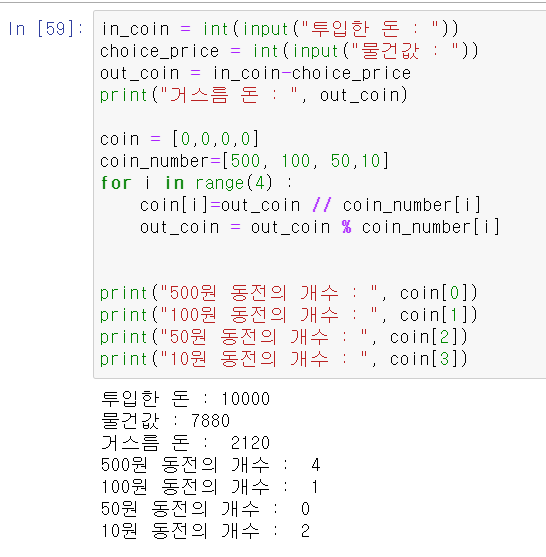 In [59]:
in_coin = int(input("투입한 돈 : "))
choice_price = int(input("물건값 : "))
out_coin = in_coin-choice_price
print("거스름 돈 : ", out_coin)

coin = [0,0,0,0]
coin_number=[500, 100, 50,10]
for i in range(4) :
    coin[i]=out_coin // coin_number[i]
    out_coin = out_coin % coin_number[i]

print("500원 동전의 개수 : ", coin[0])
print("100원 동전의 개수 : ", coin[1])
print("50원 동전의 개수 : ", coin[2])
print("10원 동전의 개수 : ", coin[3])
투입한 돈 : 10000
물건값 : 7880
거스름 돈 :  2120
500원 동전의 개수 :  4
100원 동전의 개수 :  1
50원 동전의 개수 :  0
10원 동전의 개수 :  2